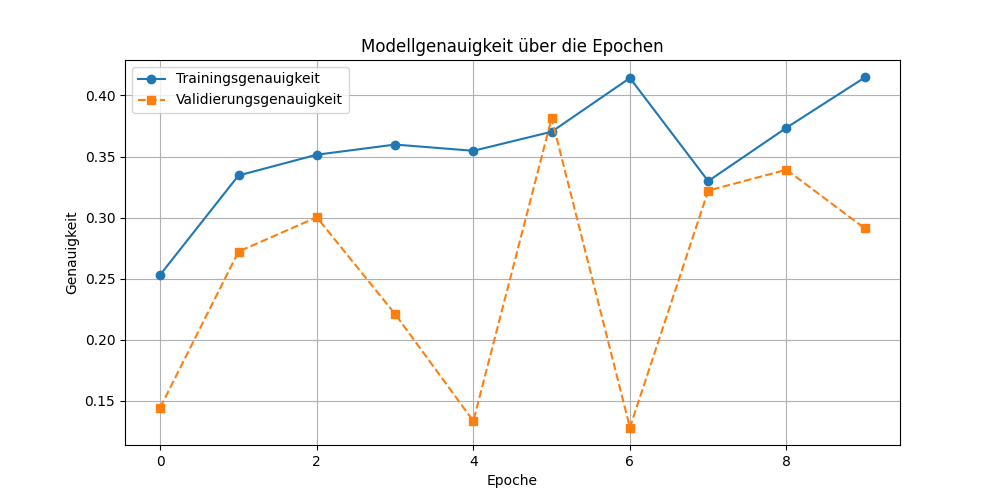 Modellgenauigkeit über die Epochen
Trainingsgenauigkeit
Validierungsgenauigkeit
Genauigkeit
0.40
0.35
0.30
0.25
0.20
0.15
0 2 4 6 8
Epoche